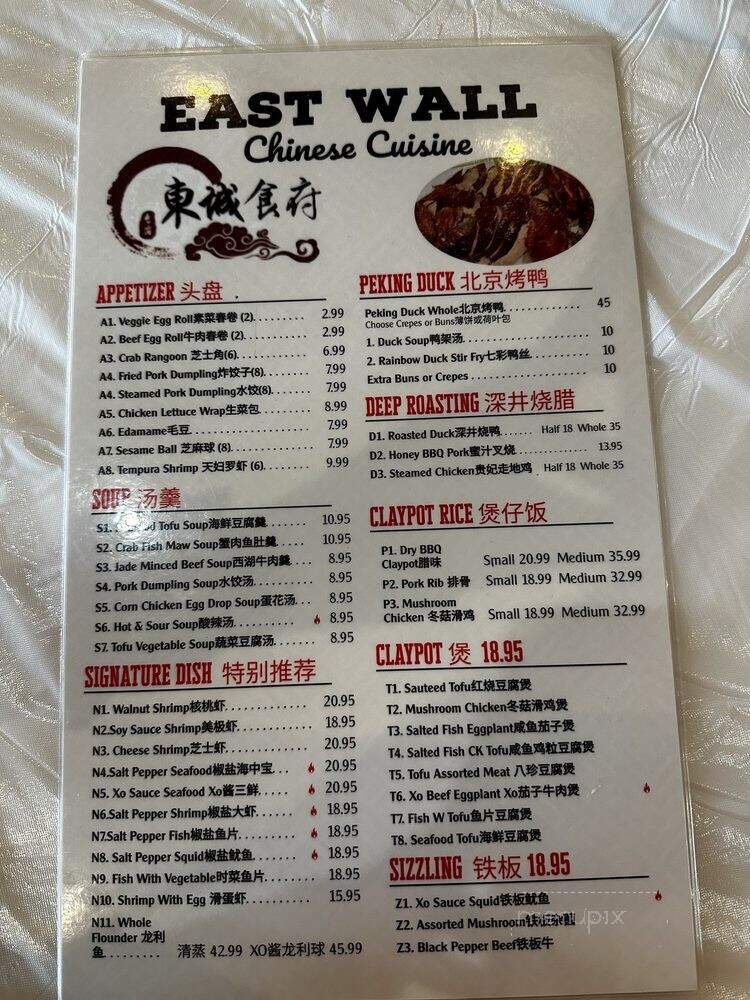 EAST WALL
Chinese Cuisine
東誠食府
APPETIZER 头盘 .
A1. Veggie Egg Roll素菜春卷 (2)......... 2.99
A2. Beef Egg Roll牛肉春卷 (2)........... 2.99
A3. Crab Rangoon 芝士角(6)............. 6.99
A4. Fried Pork Dumpling炸饺子(8)....... 7.99
A4. Steamed Pork Dumpling水饺(8)....... 7.99
A5. Chicken Lettuce Wrap生菜包......... 8.99
A6. Edamame毛豆................. 7.99
A7. Sesame Ball 芝麻球 (8)............ 7.99
A8. Tempura Shrimp 天妇罗虾 (6)....... 9.99
SOUP 汤羹
S1. Tofu Soup海鲜豆腐羹....... 10.95
S2. Crab Fish Maw Soup蟹肉鱼肚羹.... 10.95
S3. Jade Minced Beef Soup西湖牛肉羹... 8.95
S4. Pork Dumpling Soup水饺汤......... 8.95
S5. Corn Chicken Egg Drop Soup蛋花汤... 8.95
S6. Hot & Sour Soup酸辣汤.......... 8.95
S7. Tofu Vegetable Soup蔬菜豆腐汤... 8.95
SIGNATURE DISH 特别推荐
N1. Walnut Shrimp核桃虾............ 20.95
N2.Soy Sauce Shrimp美极虾.......... 18.95
N3. Cheese Shrimp芝士虾............ 20.95
N4.Salt Pepper Seafood椒盐海中宝... 20.95
N5. Xo Sauce Seafood Xo酱三鲜..... 20.95
N6.Salt Pepper Shrimp椒盐大虾...... 18.95
N7.Salt Pepper Fish椒盐鱼片......... 18.95
N8. Salt Pepper Squid椒盐鱿鱼....... 18.95
N9. Fish With Vegetable时菜鱼片........ 18.95
N10. Shrimp With Egg 滑蛋虾.......... 15.95
N11. Whole
Flounder 龙利
鱼......... 清蒸 42.99 XO酱龙利球 45.99
PEKING DUCK 北京烤鸭
Peking Duck Whole北京烤鸭............. 45
Choose Crepes or Buns薄饼或荷叶包
1. Duck Soup鸭架汤..................... 10
2. Rainbow Duck Stir Fry七彩鸭丝......... 10
Extra Buns or Crepes ..................... 10
DEEP ROASTING 深井烧腊
D1. Roasted Duck深井烧鸭....... Half 18 Whole 35
D2. Honey BBQ Pork蜜汁叉烧.............. 13.95
D3. Steamed Chicken贵妃走地鸡 Half 18 Whole 35
CLAYPOT RICE 煲仔饭
P1. Dry BBQ
Claypot腊味 Small 20.99 Medium 35.99
P2. Pork Rib 排骨 Small 18.99 Medium 32.99
P3. Mushroom
Chicken 冬菇滑鸡 Small 18.99 Medium 32.99
CLAYPOT 煲 18.95
T1. Sauteed Tofu红烧豆腐煲
T2. Mushroom Chicken冬菇滑鸡煲
T3. Salted Fish Eggplant咸鱼茄子煲
T4. Salted Fish CK Tofu咸鱼鸡粒豆腐煲
T5. Tofu Assorted Meat 八珍豆腐煲
T6. Xo Beef Eggplant Xo茄子牛肉煲
T7. Fish W Tofu鱼片豆腐煲
T8. Seafood Tofu海鲜豆腐煲
SIZZLING 铁板 18.95
Z1. Xo Sauce Squid铁板鱿鱼
Z2. Assorted Mushroom铁板杂菇
Z3. Black Pepper Beef铁板牛
menupix